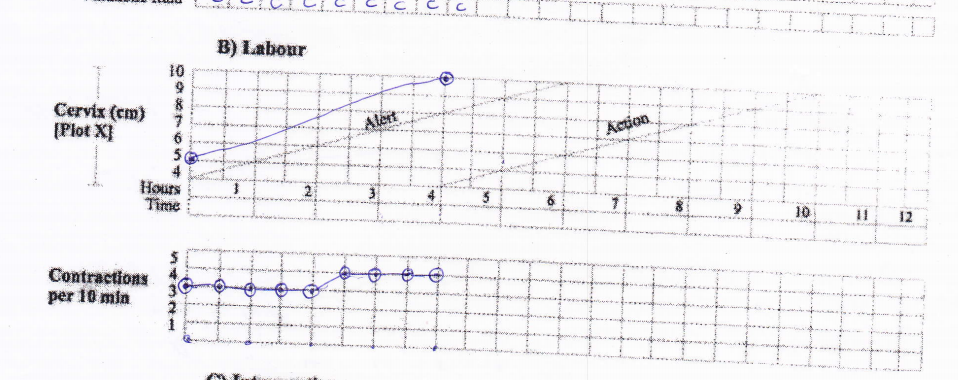 C C C C C C C C C
B) Labour
10
9
8
7
6
5
4
Cervix (cm)
[Plot X]
Alert
Action
Hours 1 2 3 4 5 6 7 8 9 10 11 12
Time
Contractions
per 10 min
5
4
3
2
1